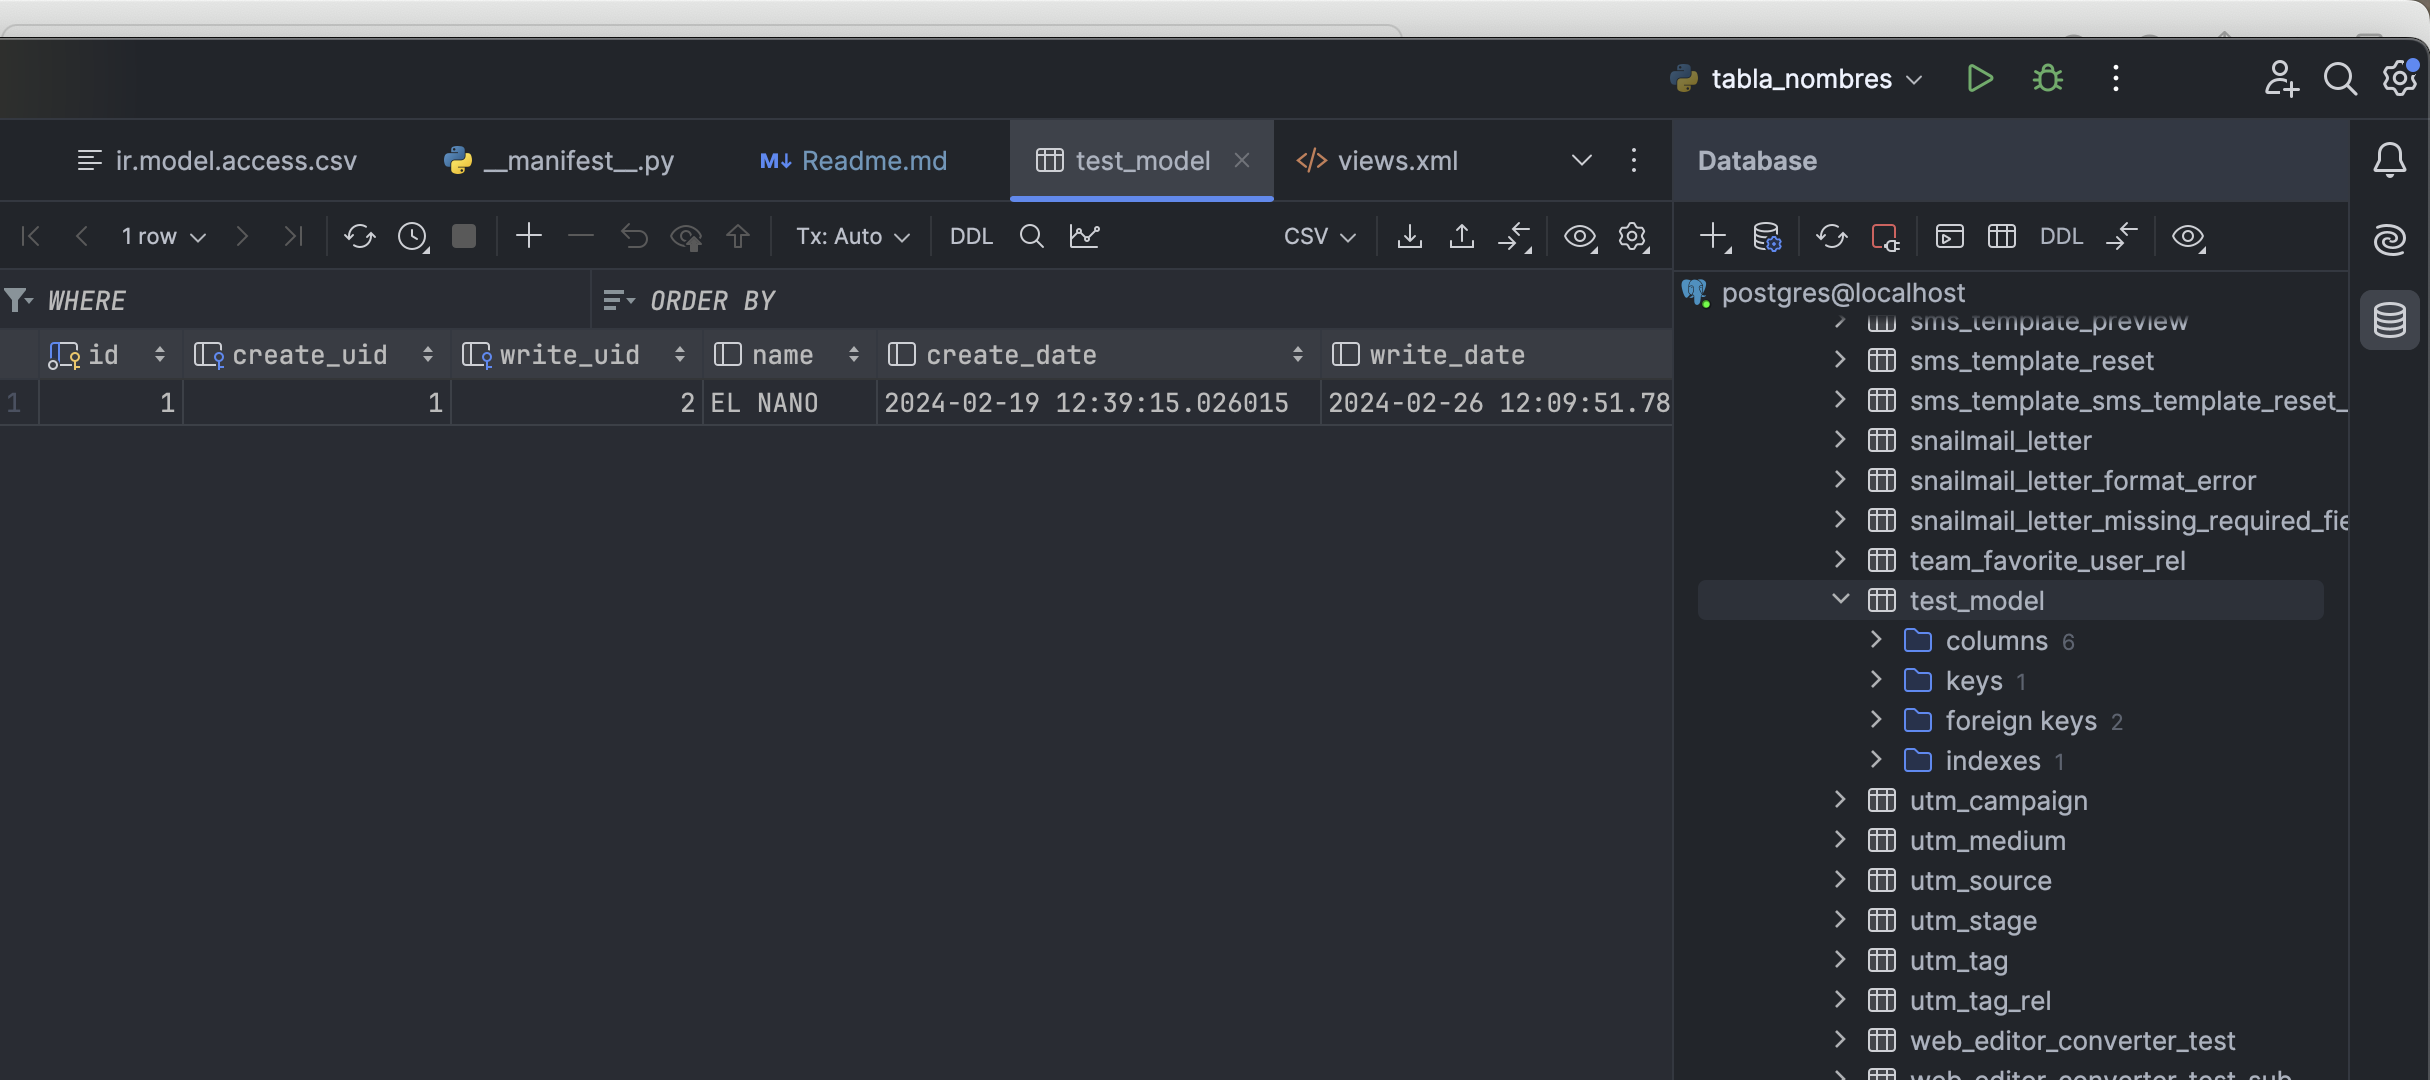 tabla_nombres
ir.model.access.csv
__manifest__.py
M↓ Readme.md
test_model
views.xml
Database
1 row
Tx: Auto
DDL
CSV
DDL
WHERE
ORDER BY
postgres@localhost
id
create_uid
write_uid
name
create_date
write_date
1
1
1
2
EL NANO
2024-02-19 12:39:15.026015
2024-02-26 12:09:51.78
sms_template_preview
sms_template_reset
sms_template_sms_template_reset_
snailmail_letter
snailmail_letter_format_error
snailmail_letter_missing_required_fie
team_favorite_user_rel
test_model
columns 6
keys 1
foreign keys 2
indexes 1
utm_campaign
utm_medium
utm_source
utm_stage
utm_tag
utm_tag_rel
web_editor_converter_test
web_editor_converter_test_sub